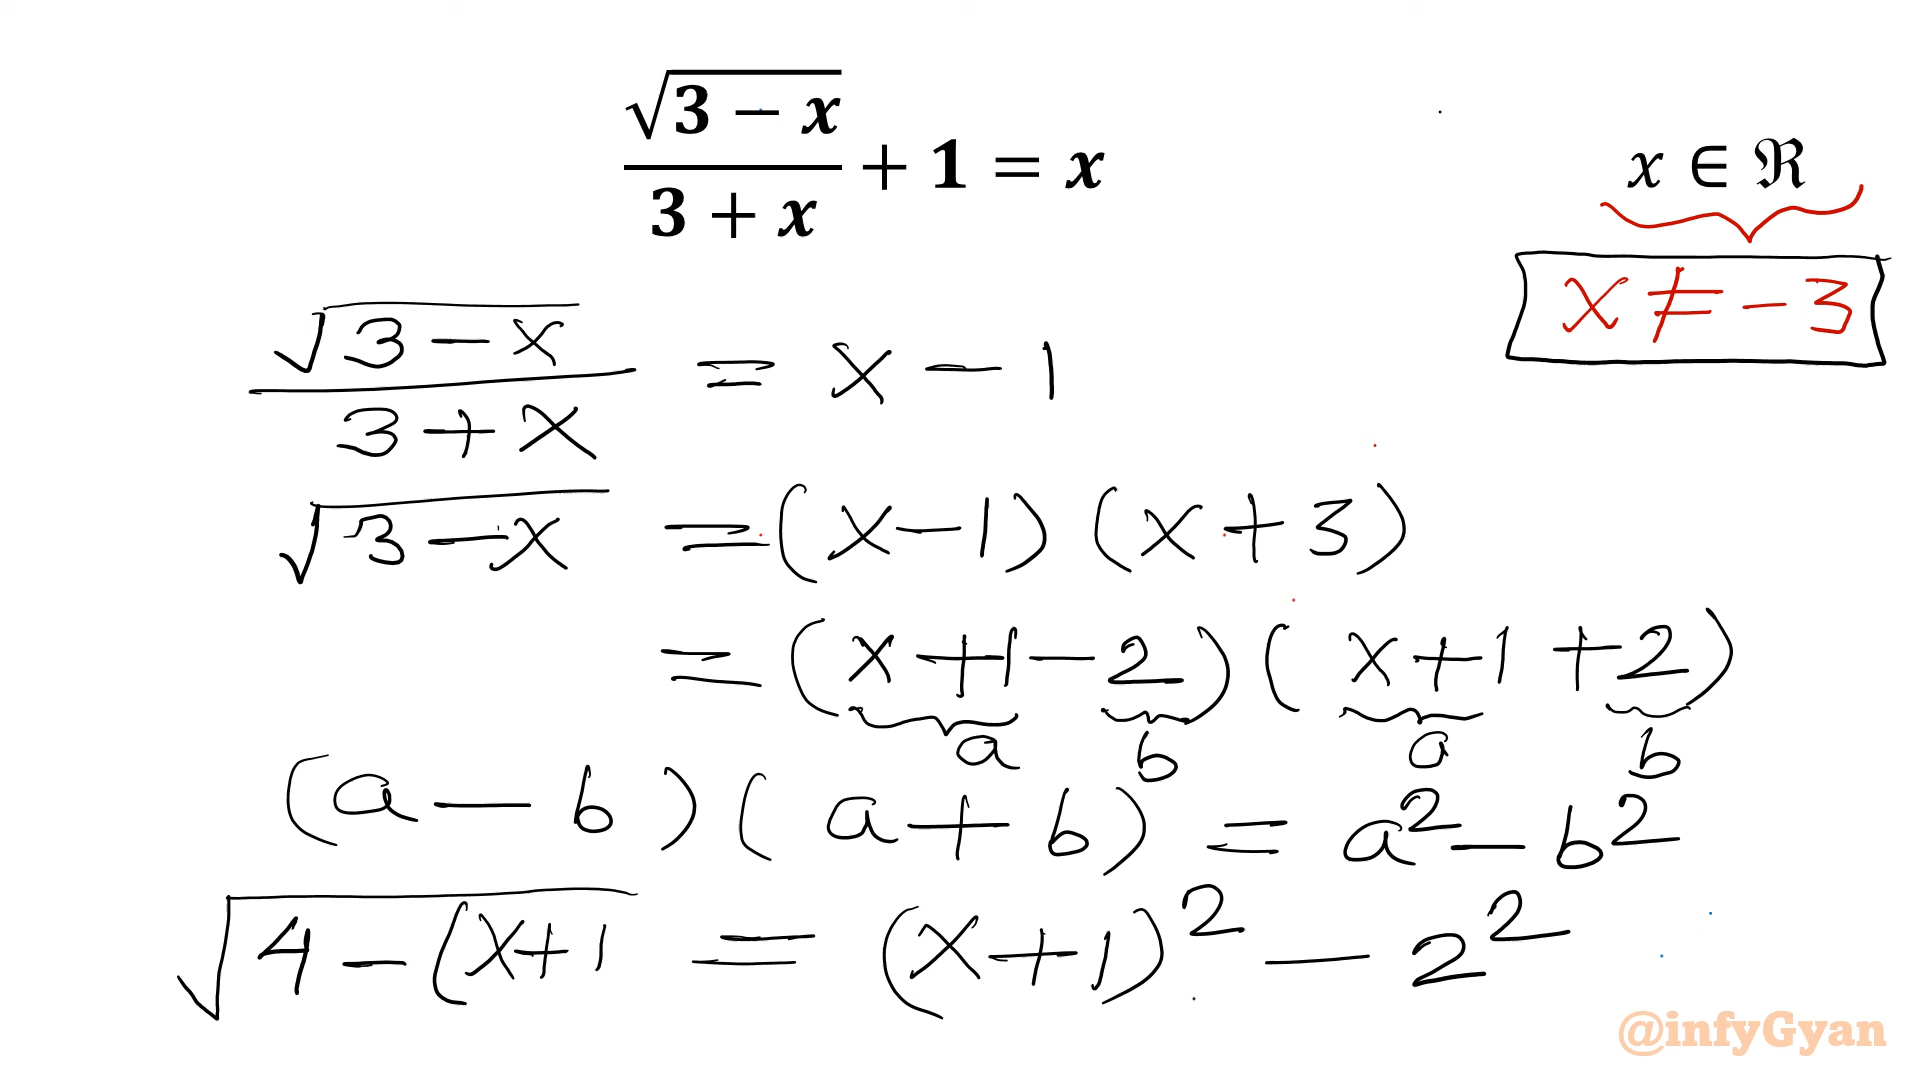 √(3 − x) / (3 + x) + 1 = x
x ∈ ℜ
x ≠ −3
√(3 − x) / (3 + x) = x − 1
√(3 − x) = (x − 1) (x + 3)
= (x + 1 − 2) (x + 1 + 2)
a b a b
(a − b) (a + b) = a² − b²
√(4 − (x + 1 = (x + 1)² − 2²
@infyGyan